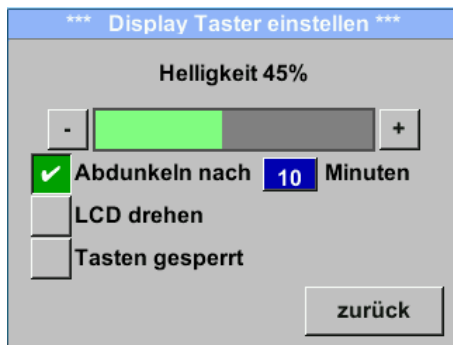 *** Display Taster einstellen ***
Helligkeit 45%
- +
Abdunkeln nach 10 Minuten
LCD drehen
Tasten gesperrt
zurück